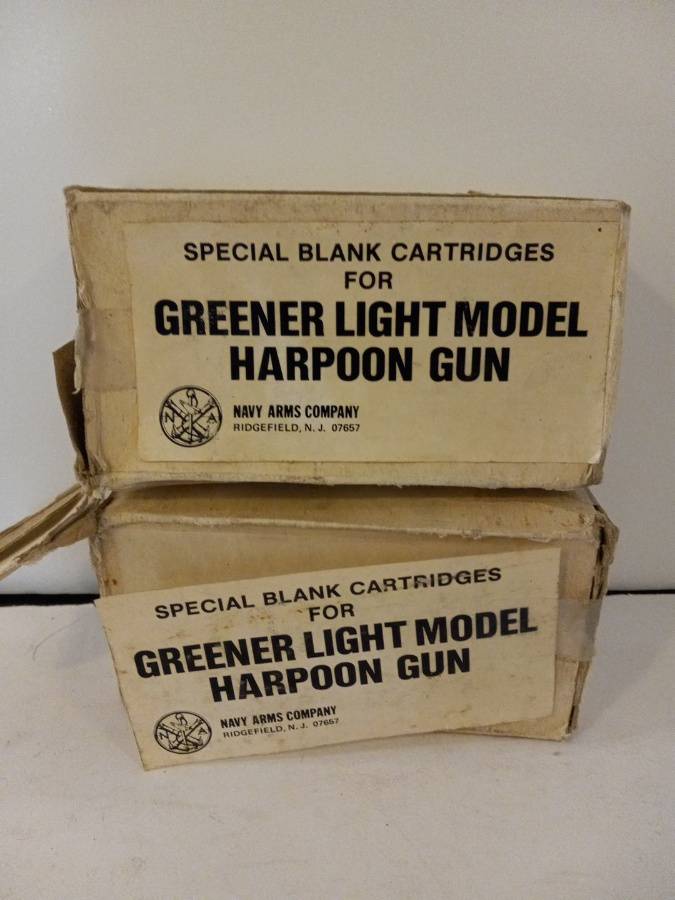 SPECIAL BLANK CARTRIDGES
FOR
GREENER LIGHT MODEL
HARPOON GUN
N A
NAVY ARMS COMPANY
RIDGEFIELD, N. J. 07657
SPECIAL BLANK CARTRIDGES
FOR
GREENER LIGHT MODEL
HARPOON GUN
N A
NAVY ARMS COMPANY
RIDGEFIELD, N. J. 07657